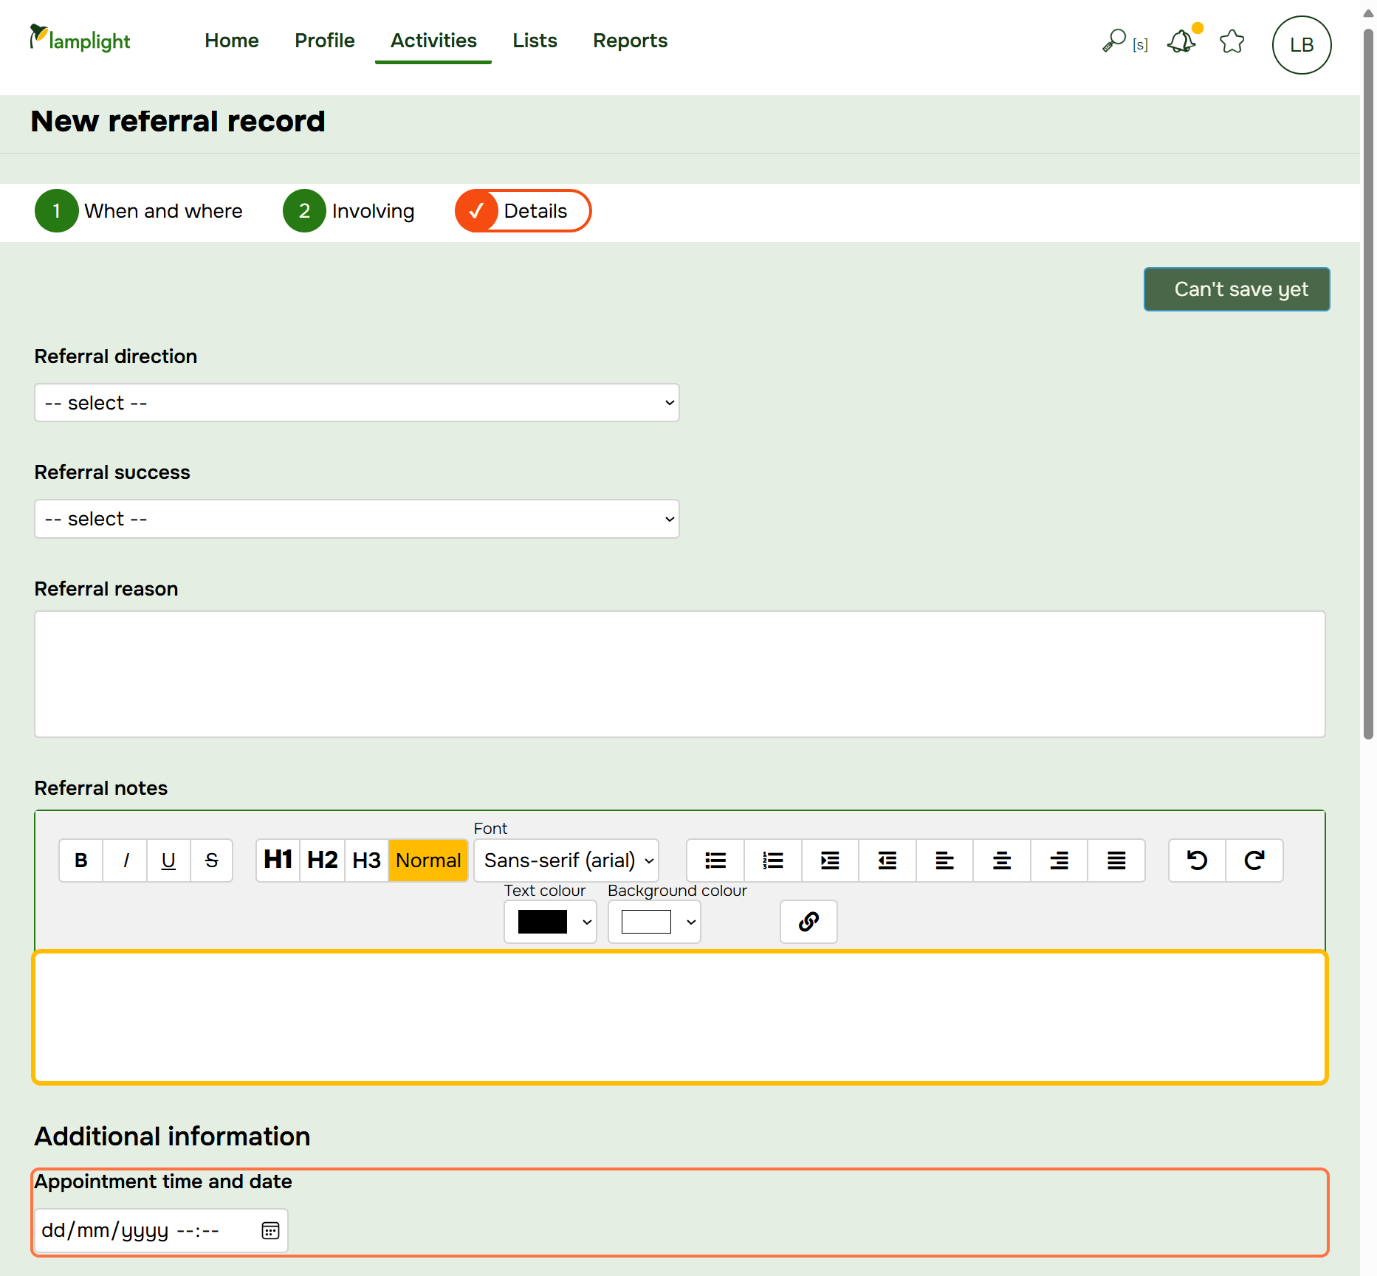 lamplight Home Profile Activities Lists Reports [s] LB
New referral record
1 When and where 2 Involving ✓ Details
Can't save yet
Referral direction
-- select --
Referral success
-- select --
Referral reason
Referral notes
Font
B I U S H1 H2 H3 Normal Sans-serif (arial)
Text colour Background colour
Additional information
Appointment time and date
dd/mm/yyyy --:--